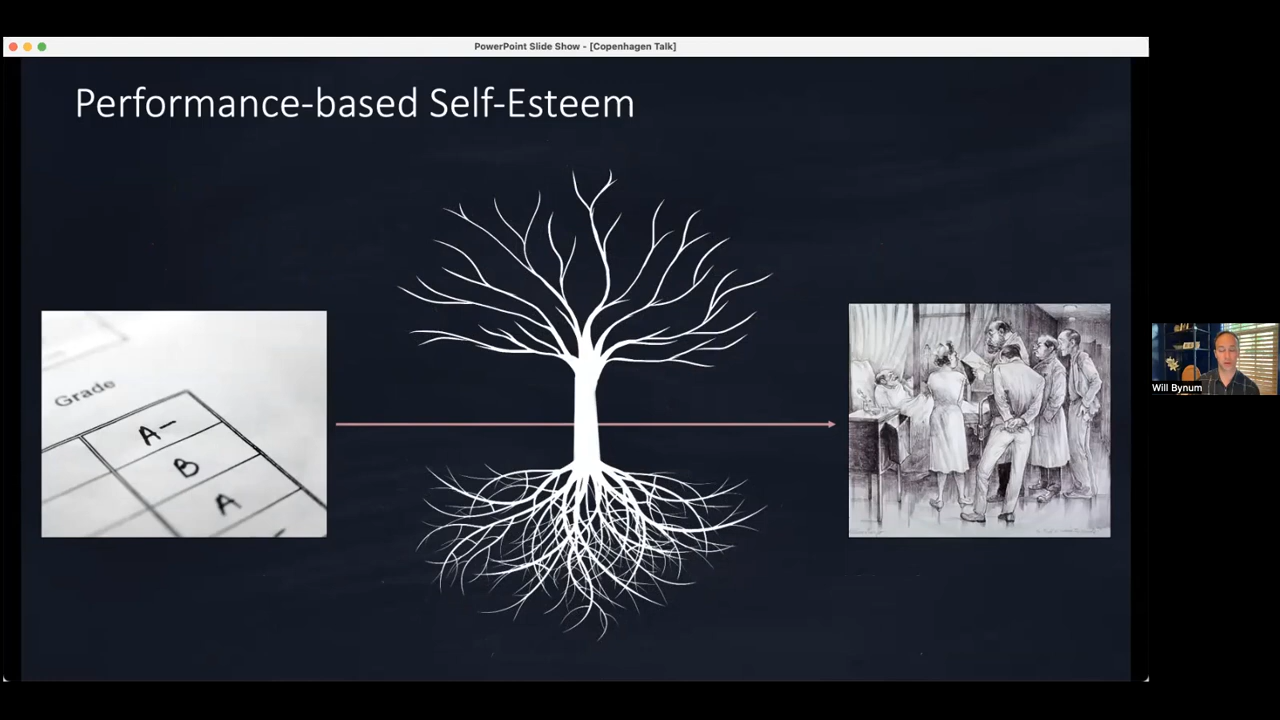 PowerPoint Slide Show - [Copenhagen Talk]
Performance-based Self-Esteem
Grade
A-
B
A
Will Bynum